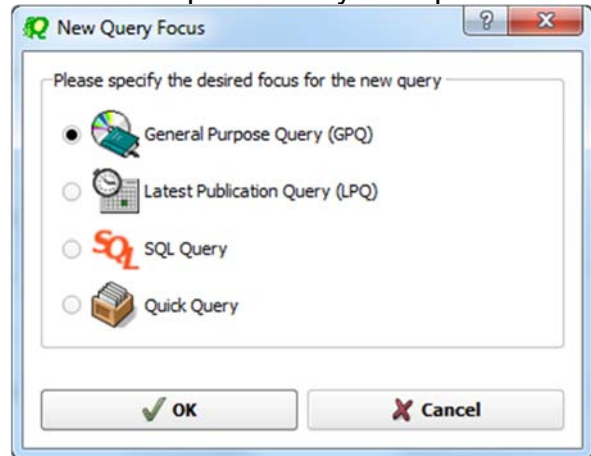 New Query Focus
Please specify the desired focus for the new query
General Purpose Query (GPQ)
Latest Publication Query (LPQ)
SQL SQL Query
Quick Query
OK Cancel